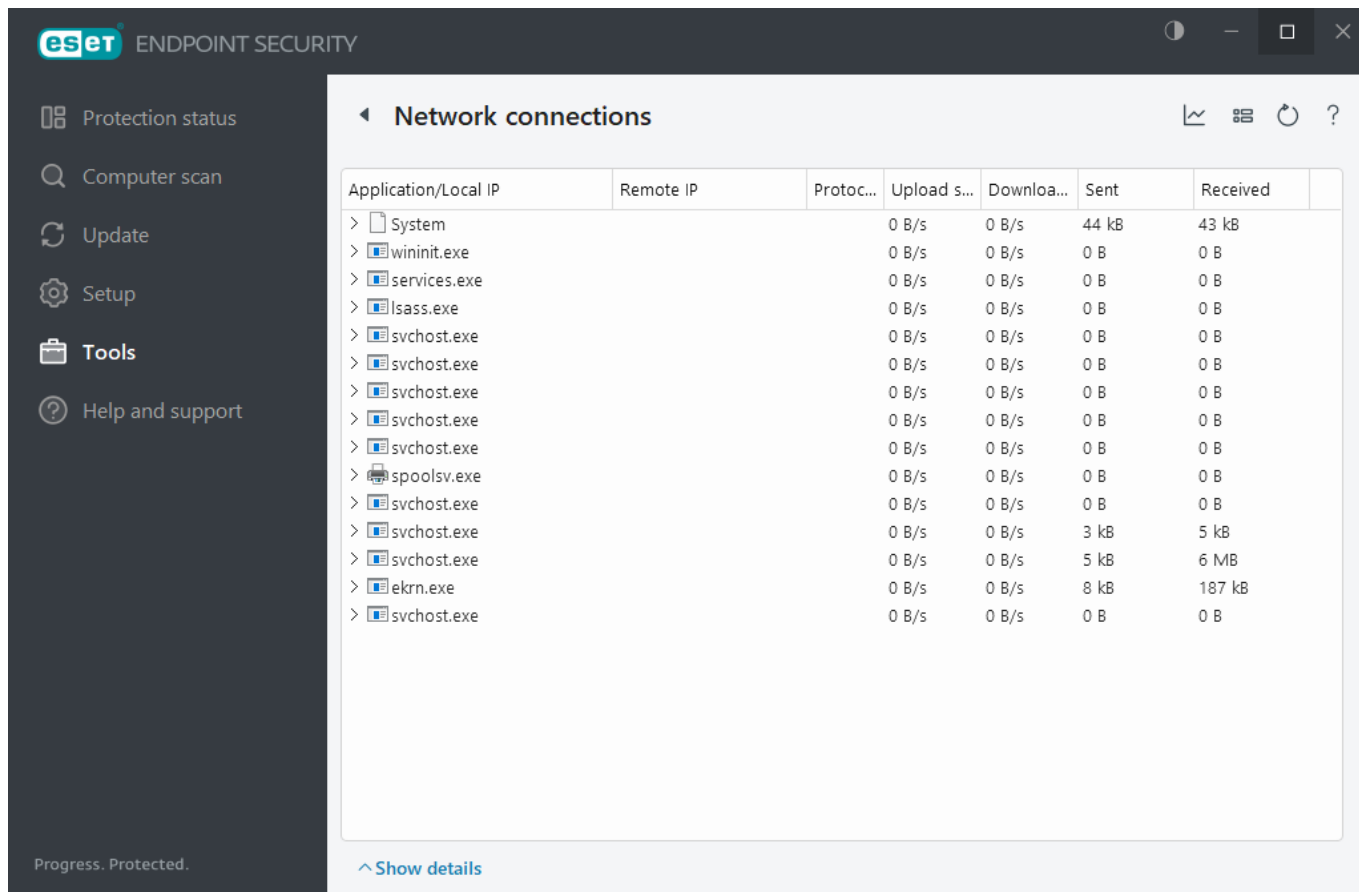 eset ENDPOINT SECURITY
Protection status
Computer scan
Update
Setup
Tools
Help and support
Progress. Protected.
Network connections
?
Application/Local IP Remote IP Protoc... Upload s... Downloa... Sent Received
System 0 B/s 0 B/s 44 kB 43 kB
wininit.exe 0 B/s 0 B/s 0 B 0 B
services.exe 0 B/s 0 B/s 0 B 0 B
lsass.exe 0 B/s 0 B/s 0 B 0 B
svchost.exe 0 B/s 0 B/s 0 B 0 B
svchost.exe 0 B/s 0 B/s 0 B 0 B
svchost.exe 0 B/s 0 B/s 0 B 0 B
svchost.exe 0 B/s 0 B/s 0 B 0 B
svchost.exe 0 B/s 0 B/s 0 B 0 B
spoolsv.exe 0 B/s 0 B/s 0 B 0 B
svchost.exe 0 B/s 0 B/s 0 B 0 B
svchost.exe 0 B/s 0 B/s 3 kB 5 kB
svchost.exe 0 B/s 0 B/s 5 kB 6 MB
ekrn.exe 0 B/s 0 B/s 8 kB 187 kB
svchost.exe 0 B/s 0 B/s 0 B 0 B
Show details